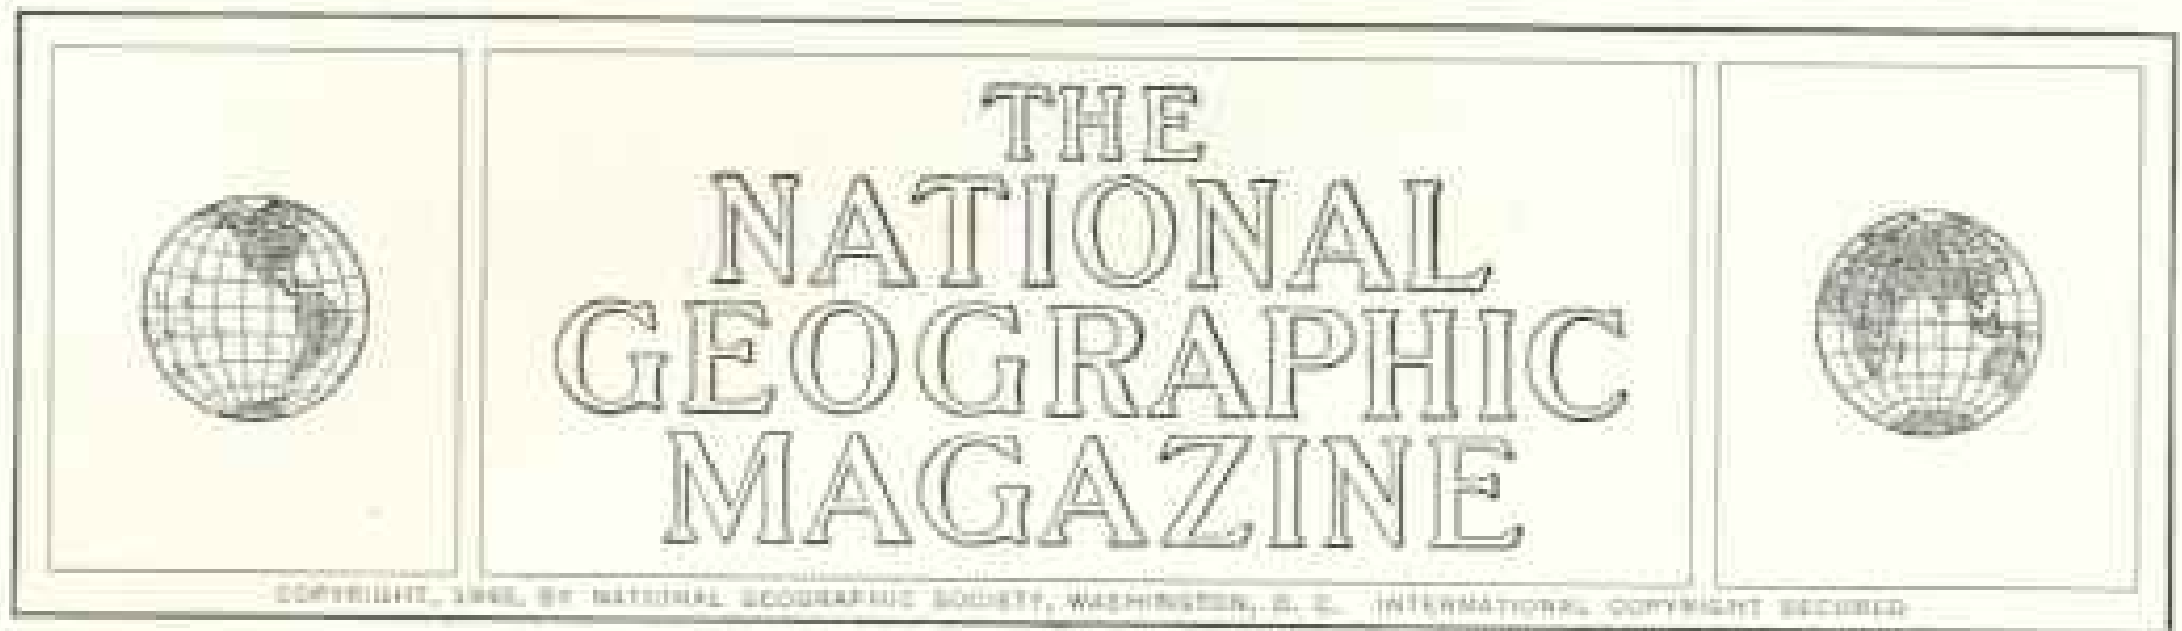 THE
NATIONAL
GEOGRAPHIC
MAGAZINE
COPYRIGHT, BY NATIONAL GEOGRAPHIC SOCIETY, WASHINGTON, D. C. INTERNATIONAL COPYRIGHT SECURED